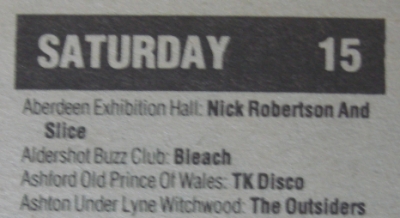 SATURDAY 15
Aberdeen Exhibition Hall: Nick Robertson And
Slice
Aldershot Buzz Club: Bleach
Ashford Old Prince Of Wales: TK Disco
Ashton Under Lyne Witchwood: The Outsiders